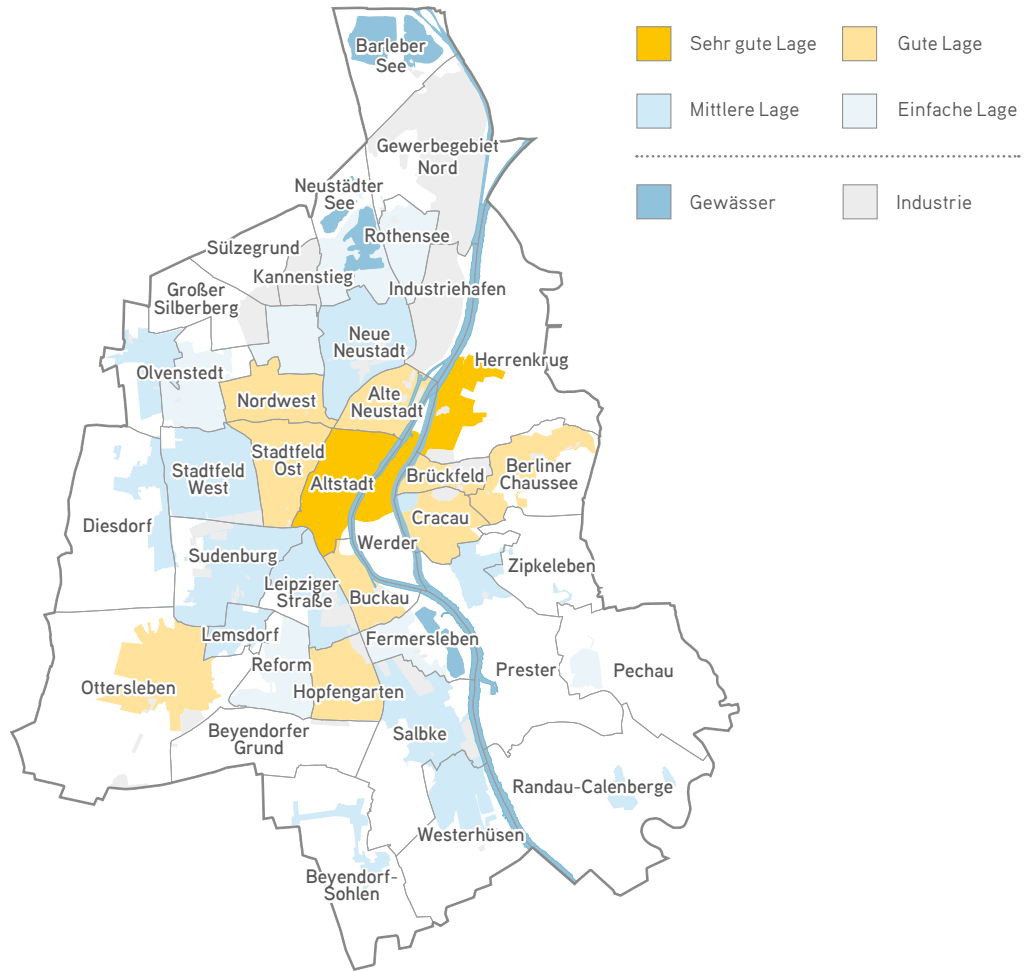 Sehr gute Lage
Gute Lage
Mittlere Lage
Einfache Lage
Gewässer
Industrie
Barleber
See
Gewerbegebiet
Nord
Neustädter
See
Rothensee
Sülzegrund
Kannenstieg
Industriehafen
Großer
Silberberg
Neue
Neustadt
Herrenkrug
Olvenstedt
Nordwest
Alte
Neustadt
Stadtfeld
Ost
Stadtfeld
West
Altstadt
Brückfeld
Berliner
Chaussee
Cracau
Diesdorf
Werder
Sudenburg
Zipkeleben
Leipziger
Straße
Buckau
Lemsdorf
Fermersleben
Reform
Prester
Pechau
Ottersleben
Hopfengarten
Beyendorfer
Grund
Salbke
Randau-Calenberge
Westerhüsen
Beyendorf-
Sohlen